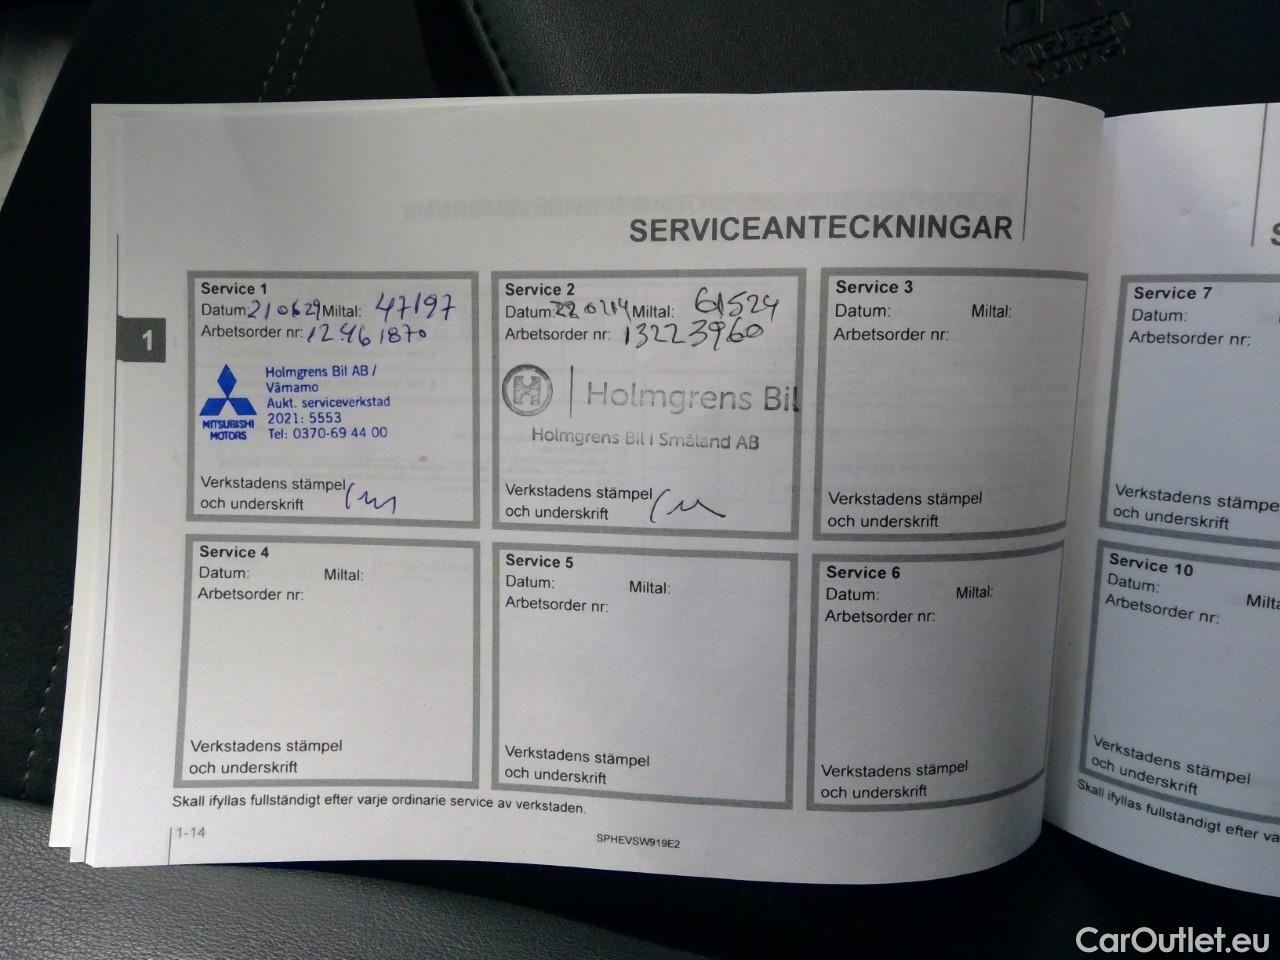 MITSUBISHI
MOTORS
SERVICEANTECKNINGAR
1
Service 1
Datum: 210629 Miltal: 47197
Arbetsorder nr: 12461870
MITSUBISHI
MOTORS
Holmgrens Bil AB /
Värnamo
Aukt. serviceverkstad
2021: 5553
Tel: 0370-69 44 00
Verkstadens stämpel
och underskrift
Service 2
Datum: 220214 Miltal: 61524
Arbetsorder nr: 13223960
Holmgrens Bil
Holmgrens Bil i Småland AB
Verkstadens stämpel
och underskrift
Service 3
Datum: Miltal:
Arbetsorder nr:
Verkstadens stämpel
och underskrift
Service 4
Datum: Miltal:
Arbetsorder nr:
Verkstadens stämpel
och underskrift
Service 5
Datum: Miltal:
Arbetsorder nr:
Verkstadens stämpel
och underskrift
Service 6
Datum: Miltal:
Arbetsorder nr:
Verkstadens stämpel
och underskrift
Skall ifyllas fullständigt efter varje ordinarie service av verkstaden.
1-14
SPHEVSW919E2
S
Service 7
Datum:
Arbetsorder nr:
Verkstadens stämpe
och underskrift
Service 10
Datum: Milta
Arbetsorder nr:
Verkstadens stämpel
och underskrift
Skall ifyllas fullständigt efter va
CarOutlet.eu